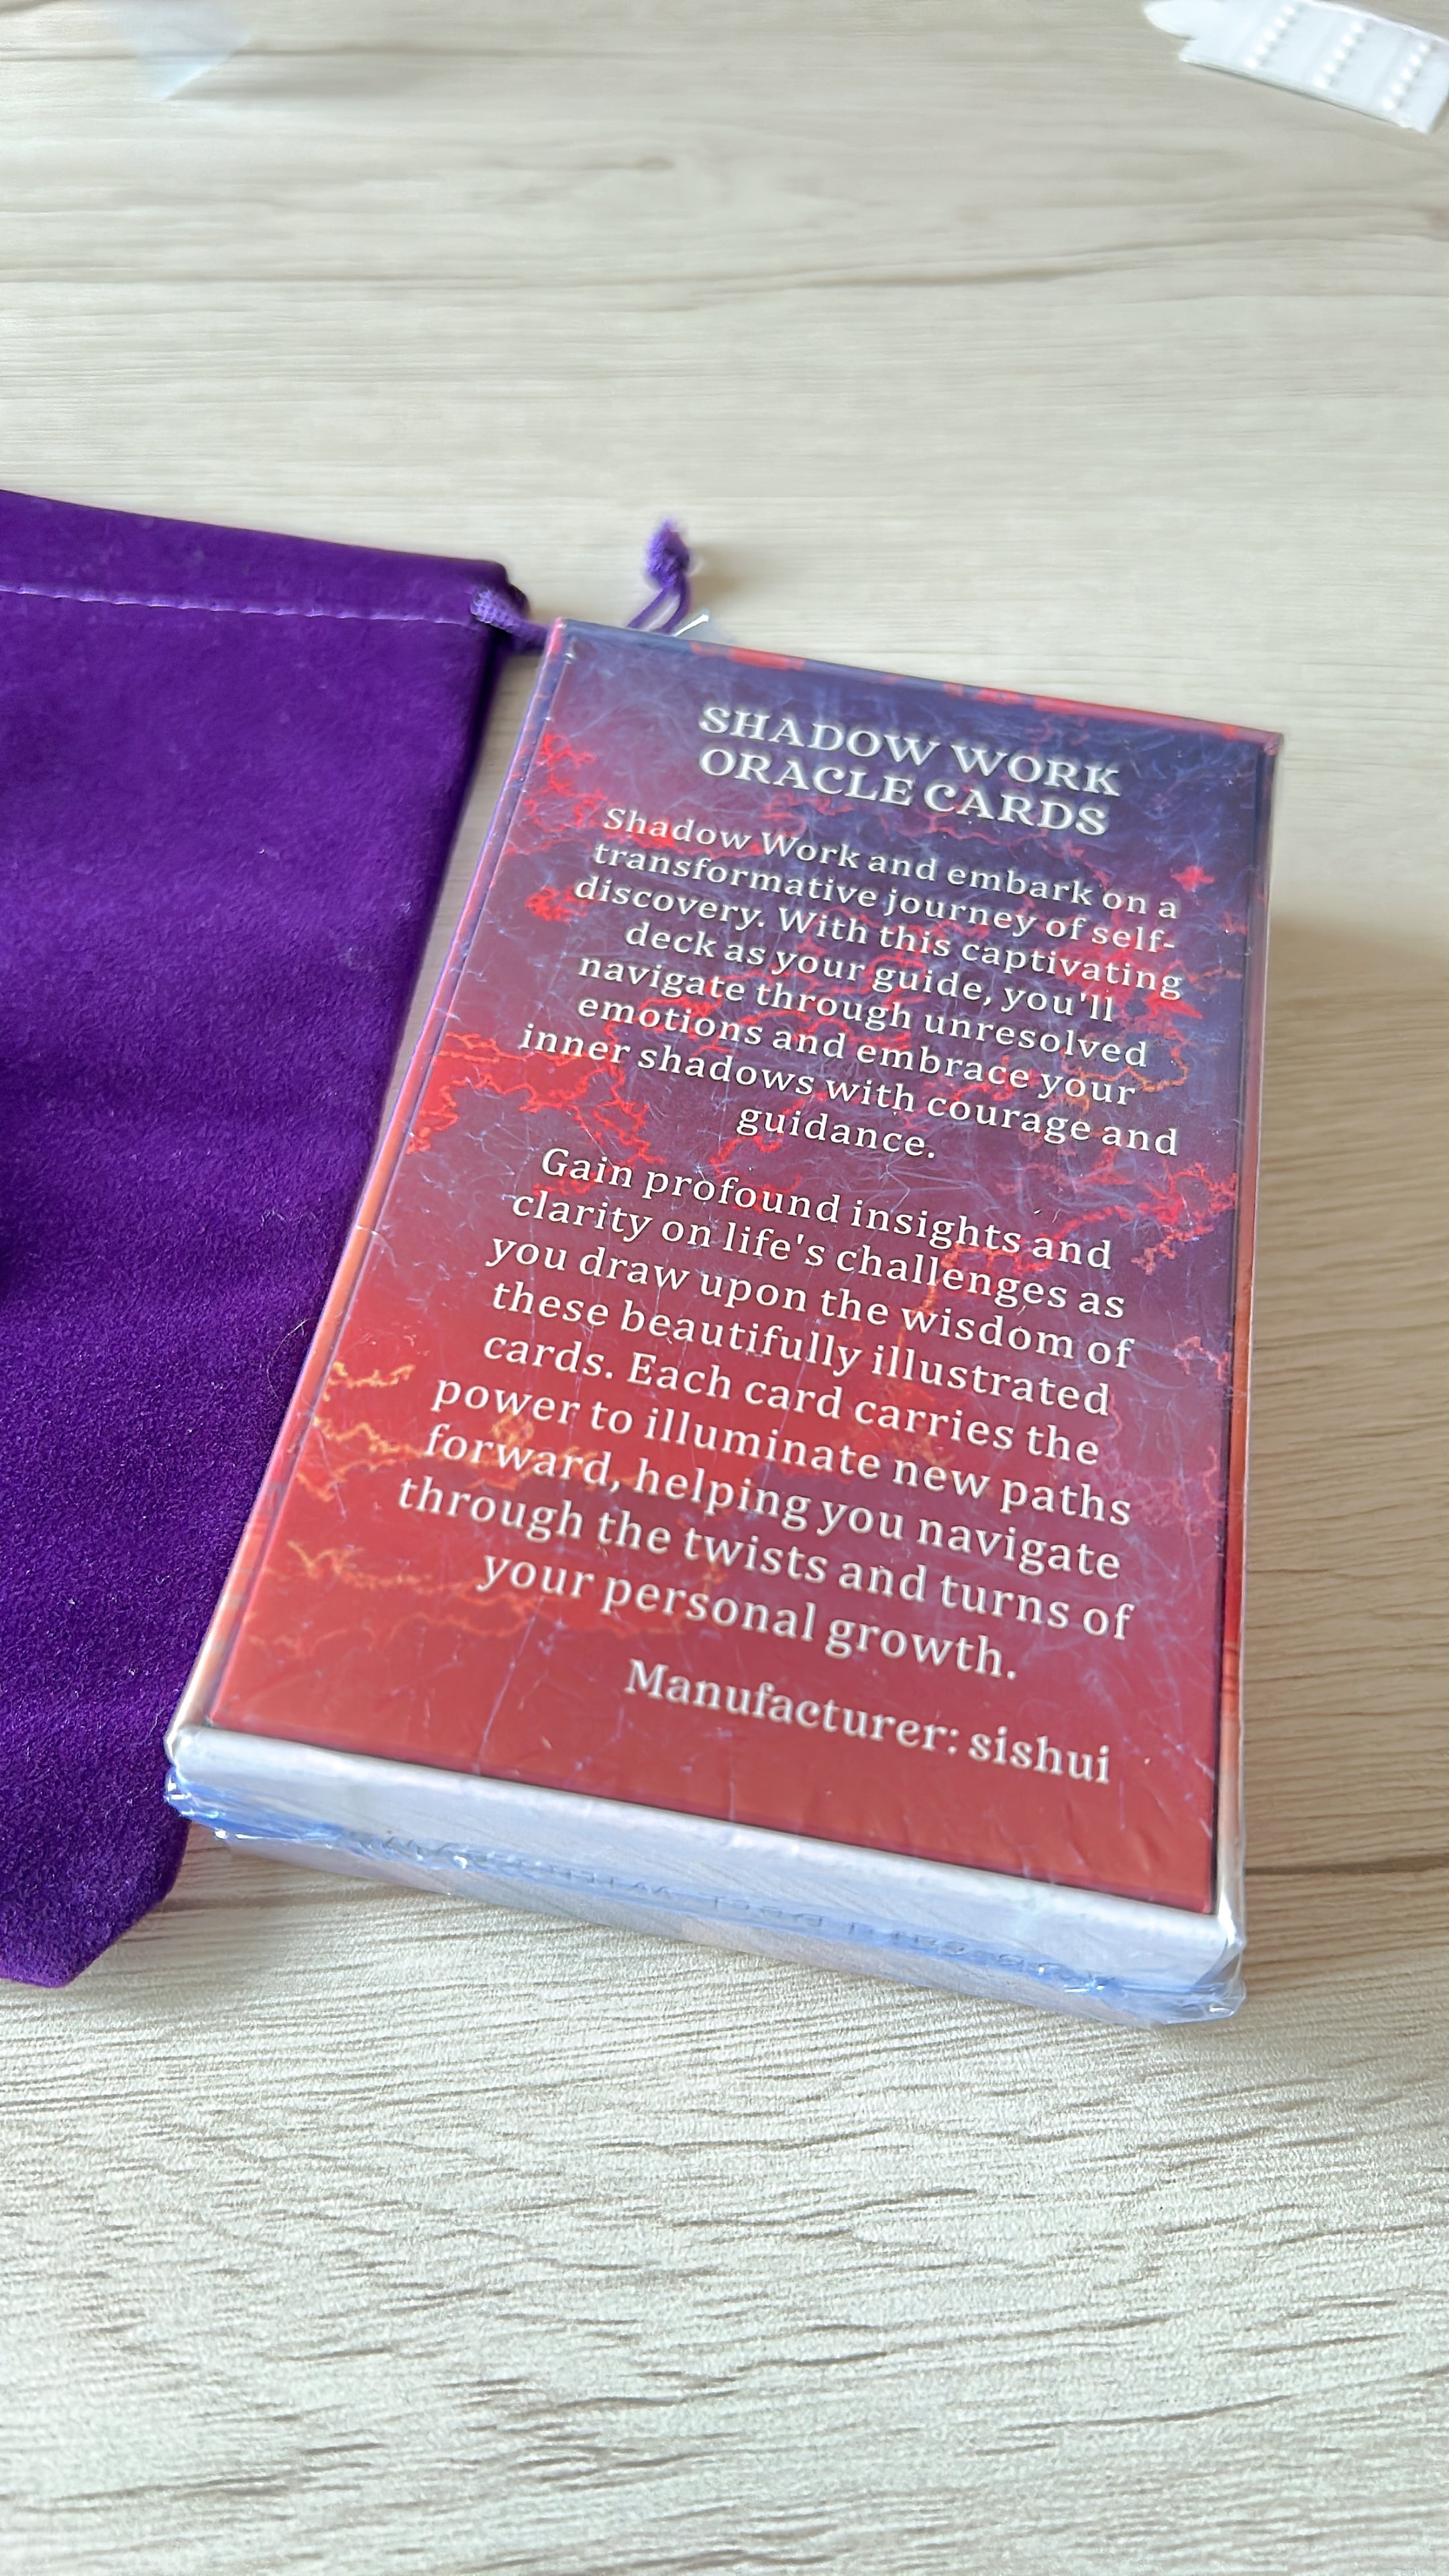 SHADOW WORK
ORACLE CARDS
Shadow Work and embark on a
transformative journey of self-
discovery. With this captivating
deck as your guide, you'll
navigate through unresolved
emotions and embrace your
inner shadows with courage and
guidance.
Gain profound insights and
clarity on life's challenges as
you draw upon the wisdom of
these beautifully illustrated
cards. Each card carries the
power to illuminate new paths
forward, helping you navigate
through the twists and turns of
your personal growth.
Manufacturer: sishui